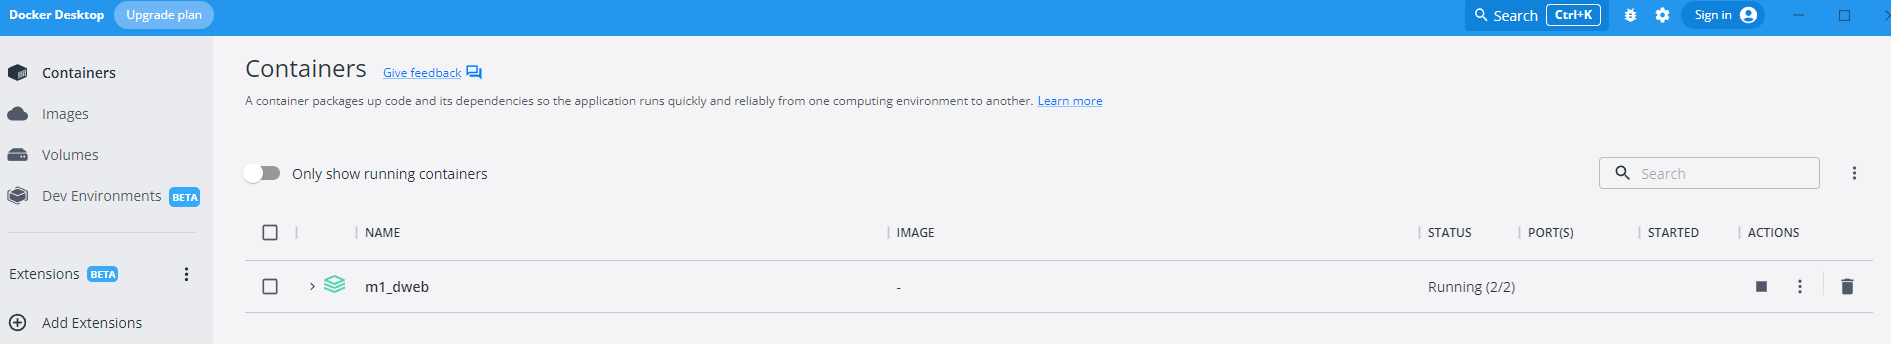 Docker Desktop Upgrade plan Search Ctrl+K Sign in
Containers
Images
Volumes
Dev Environments BETA
Extensions BETA
Add Extensions
Containers Give feedback
A container packages up code and its dependencies so the application runs quickly and reliably from one computing environment to another. Learn more
Only show running containers Search
NAME IMAGE STATUS PORT(S) STARTED ACTIONS
m1_dweb - Running (2/2)